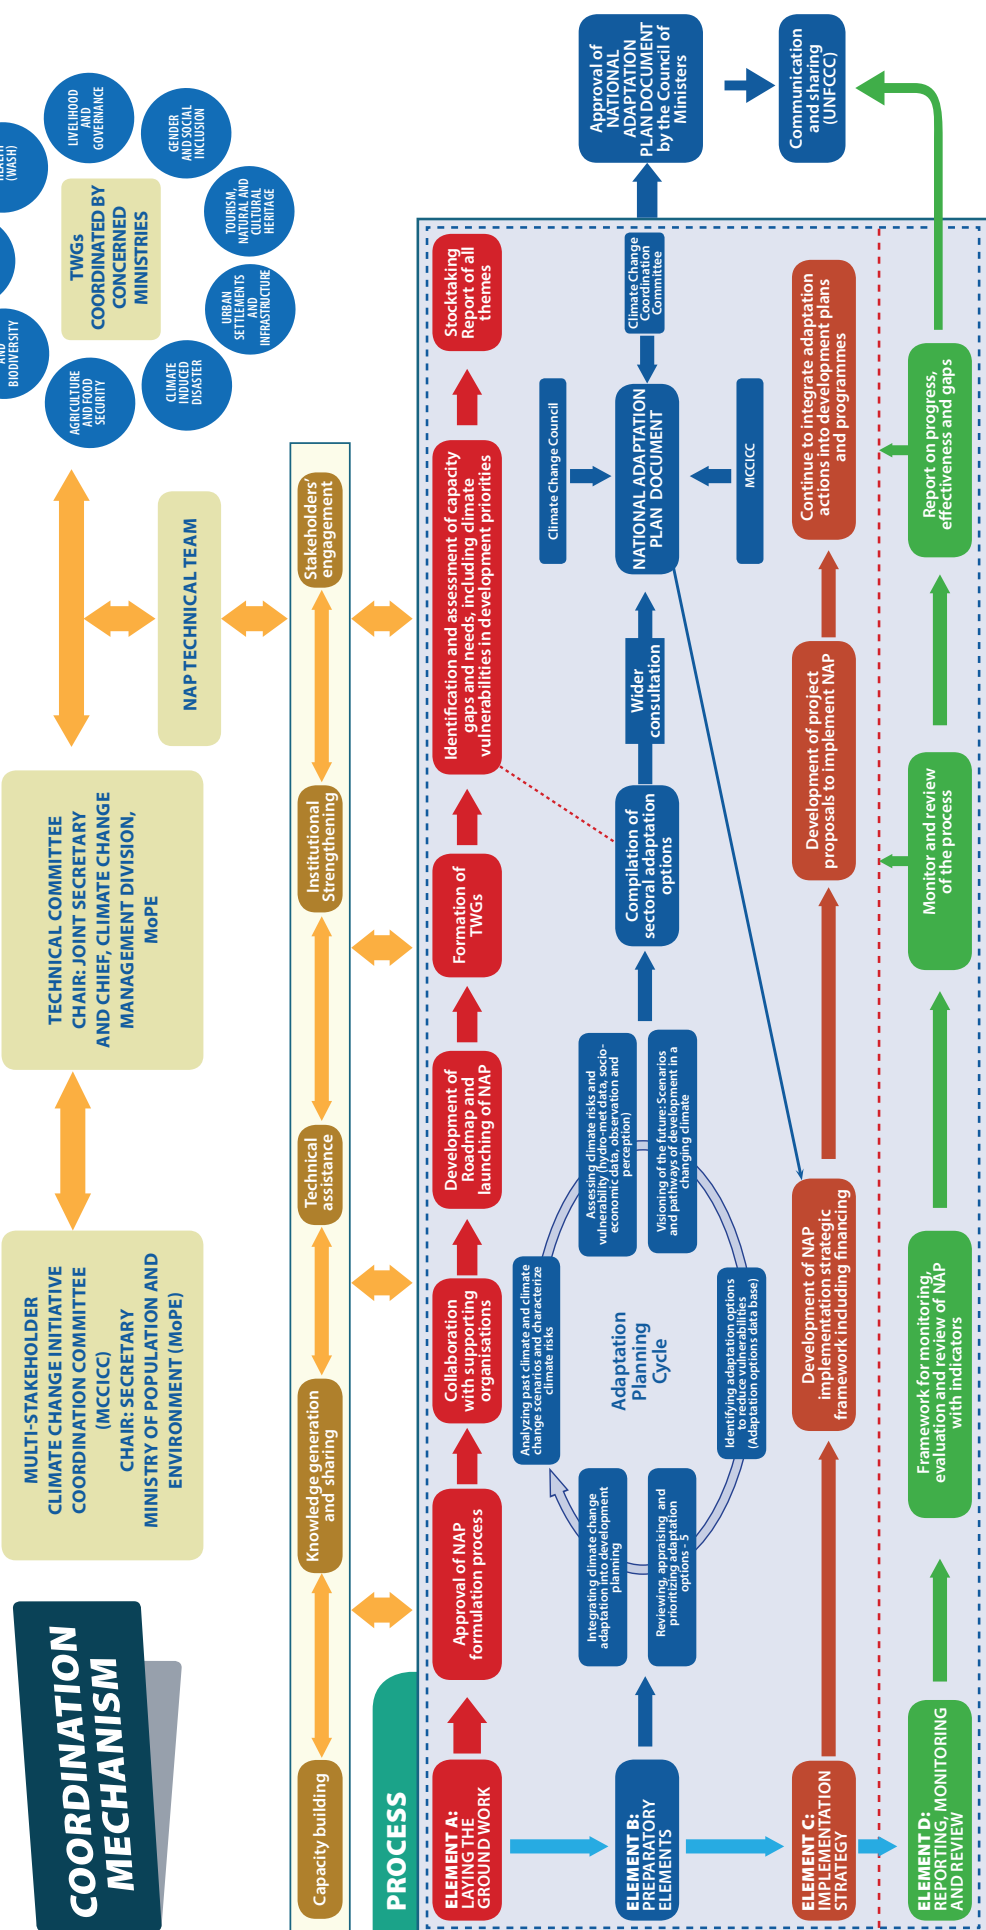 COORDINATION
MECHANISM
MULTI-STAKEHOLDER
CLIMATE CHANGE INITIATIVE
COORDINATION COMMITTEE
(MCCICC)
CHAIR: SECRETARY
MINISTRY OF POPULATION AND
ENVIRONMENT (MoPE)
TECHNICAL COMMITTEE
CHAIR: JOINT SECRETARY
AND CHIEF, CLIMATE CHANGE
MANAGEMENT DIVISION,
MoPE
NAP TECHNICAL TEAM
TWGs
COORDINATED BY
CONCERNED
MINISTRIES
BIODIVERSITY
AGRICULTURE
AND FOOD
SECURITY
CLIMATE
INDUCED
DISASTER
URBAN
SETTLEMENTS
AND
INFRASTRUCTURE
TOURISM,
NATURAL AND
CULTURAL
HERITAGE
GENDER
AND SOCIAL
INCLUSION
LIVELIHOOD
AND
GOVERNANCE
(WASH)
Capacity building
Knowledge generation
and sharing
Technical
assistance
Institutional
Strengthening
Stakeholders'
engagement
PROCESS
ELEMENT A:
LAYING THE
GROUND WORK
Approval of NAP
formulation process
Collaboration
with supporting
organisations
Development of
Roadmap and
launching of NAP
Formation of
TWGs
Identification and assessment of capacity
gaps and needs, including climate
vulnerabilities in development priorities
Stocktaking
Report of all
themes
ELEMENT B:
PREPARATORY
ELEMENTS
Integrating climate change
adaptation into development
planning
Reviewing, appraising and
prioritizing adaptation
options - 5
Analyzing past climate and climate
change scenarios and characterize
climate risks
Adaptation
Planning
Cycle
Identifying adaptation options
to reduce vulnerabilities
(Adaptation options data base)
Assessing climate risks and
vulnerability (hydro-met data, socio-
economic data, observation and
perception)
Visioning of the future: Scenarios
and pathways of development in a
changing climate
Compilation of
sectoral adaptation
options
Wider
consultation
Climate Change Council
NATIONAL ADAPTATION
PLAN DOCUMENT
MCCICC
Climate Change
Coordination
Committee
Approval of
NATIONAL
ADAPTATION
PLAN DOCUMENT
by the Council of
Ministers
Communication
and sharing
(UNFCCC)
ELEMENT C:
IMPLEMENTATION
STRATEGY
Development of NAP
implementation strategic
framework including financing
Development of project
proposals to implement NAP
Continue to integrate adaptation
actions into development plans
and programmes
ELEMENT D:
REPORTING, MONITORING
AND REVIEW
Framework for monitoring,
evaluation and review of NAP
with indicators
Monitor and review
of the process
Report on progress,
effectiveness and gaps